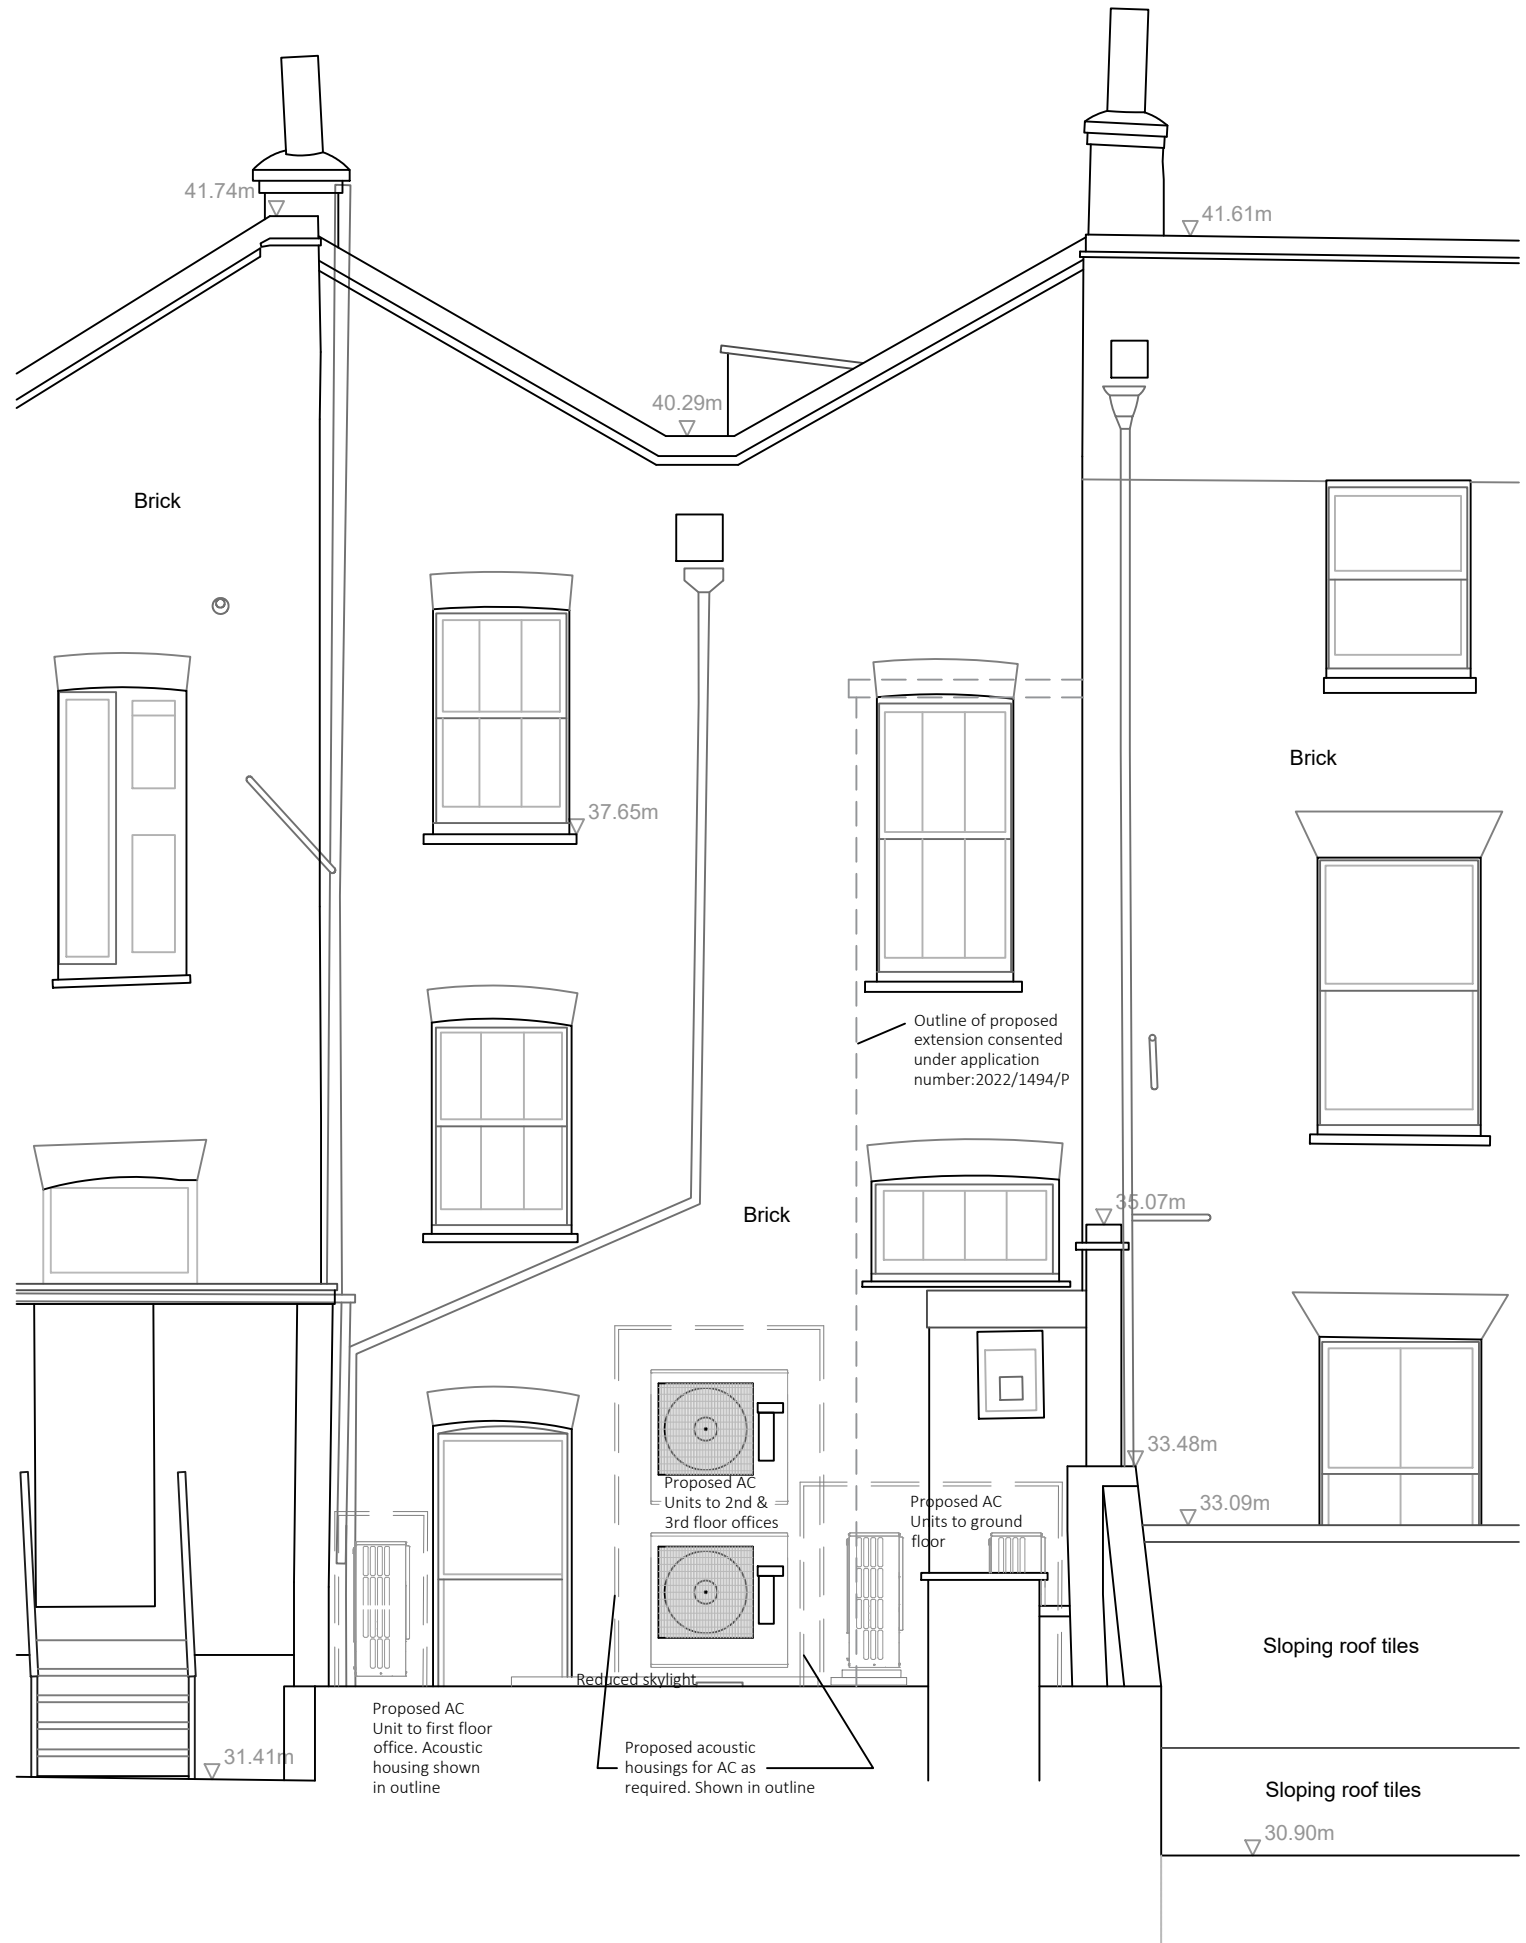 41.74m
41.61m
40.29m
Brick
Brick
37.65m
Outline of proposed
extension consented
under application
number:2022/1494/P
35.07m
Brick
33.48m
Proposed AC
Units to 2nd &
3rd floor offices
Proposed AC
Units to ground
floor
33.09m
Sloping roof tiles
Reduced skylight
Proposed AC
Unit to first floor
office. Acoustic
housing shown
in outline
Proposed acoustic
housings for AC as
required. Shown in outline
31.41m
Sloping roof tiles
30.90m